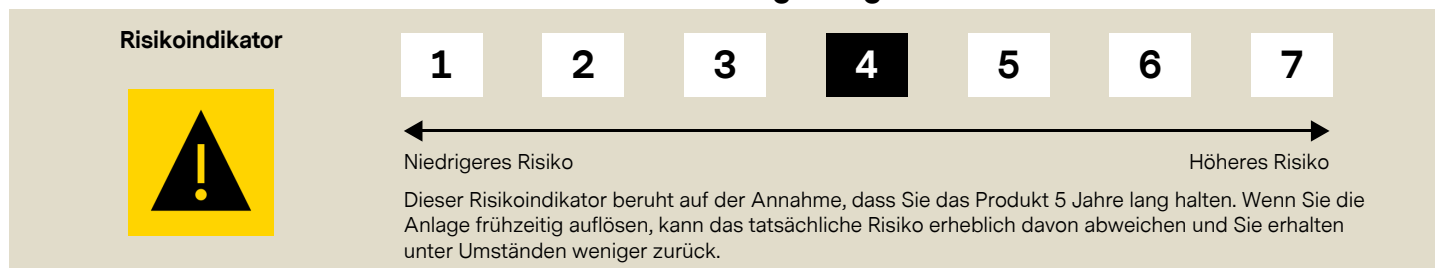 Risikoindikator
1 2 3 4 5 6 7
Niedrigeres Risiko Höheres Risiko
Dieser Risikoindikator beruht auf der Annahme, dass Sie das Produkt 5 Jahre lang halten. Wenn Sie die
Anlage frühzeitig auflösen, kann das tatsächliche Risiko erheblich davon abweichen und Sie erhalten
unter Umständen weniger zurück.